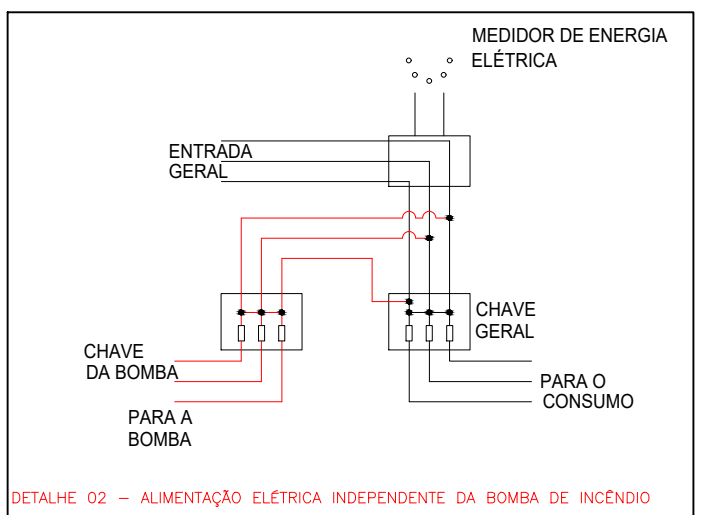 MEDIDOR DE ENERGIA
ELÉTRICA
ENTRADA
GERAL
CHAVE
GERAL
CHAVE
DA BOMBA
PARA O
CONSUMO
PARA A
BOMBA
DETALHE 02 – ALIMENTAÇÃO ELÉTRICA INDEPENDENTE DA BOMBA DE INCÊNDIO